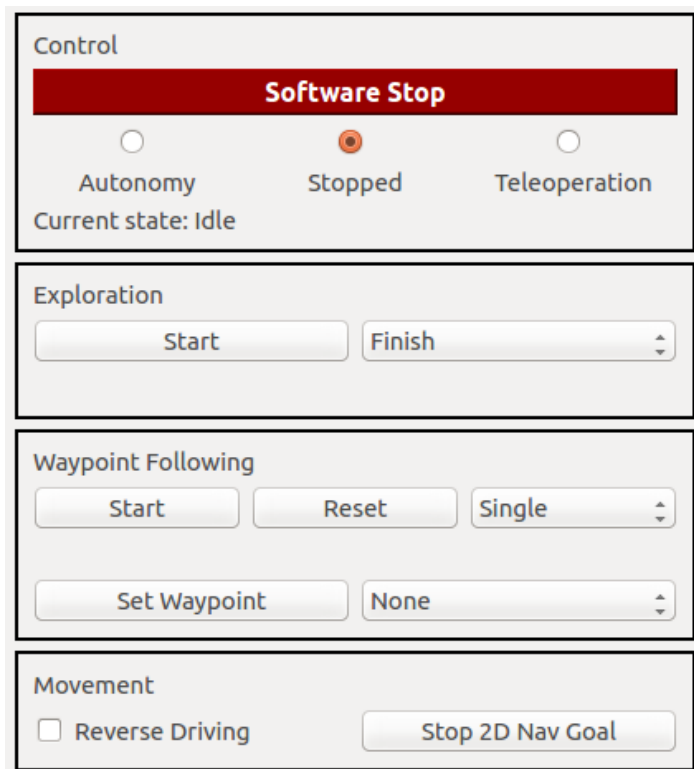 Control
Software Stop
Autonomy Stopped Teleoperation
Current state: Idle
Exploration
Start Finish
Waypoint Following
Start Reset Single
Set Waypoint None
Movement
Reverse Driving Stop 2D Nav Goal